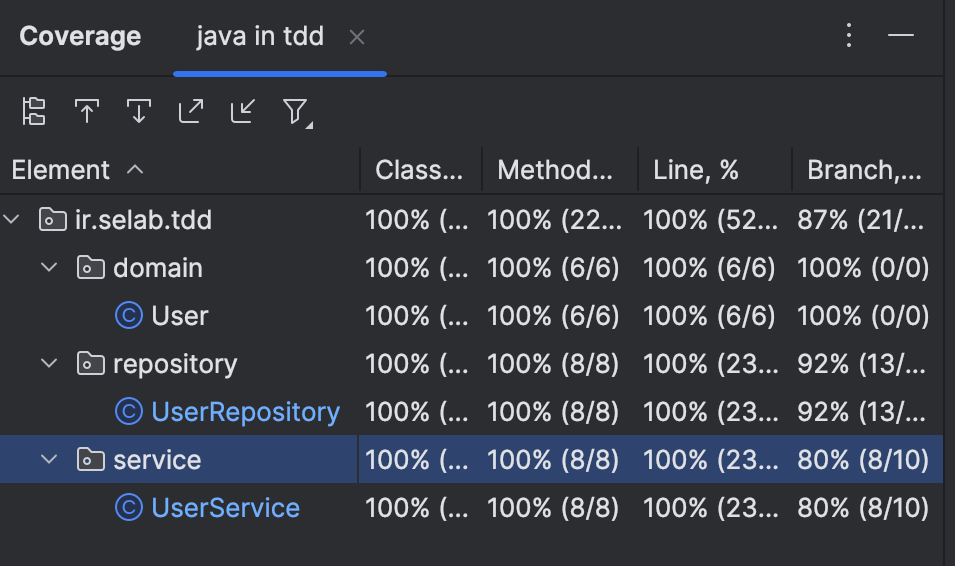 Coverage java in tdd
Element Class... Method... Line, % Branch,...
ir.selab.tdd 100% (... 100% (22... 100% (52... 87% (21/...
domain 100% (... 100% (6/6) 100% (6/6) 100% (0/0)
User 100% (... 100% (6/6) 100% (6/6) 100% (0/0)
repository 100% (... 100% (8/8) 100% (23... 92% (13/...
UserRepository 100% (... 100% (8/8) 100% (23... 92% (13/...
service 100% (... 100% (8/8) 100% (23... 80% (8/10)
UserService 100% (... 100% (8/8) 100% (23... 80% (8/10)